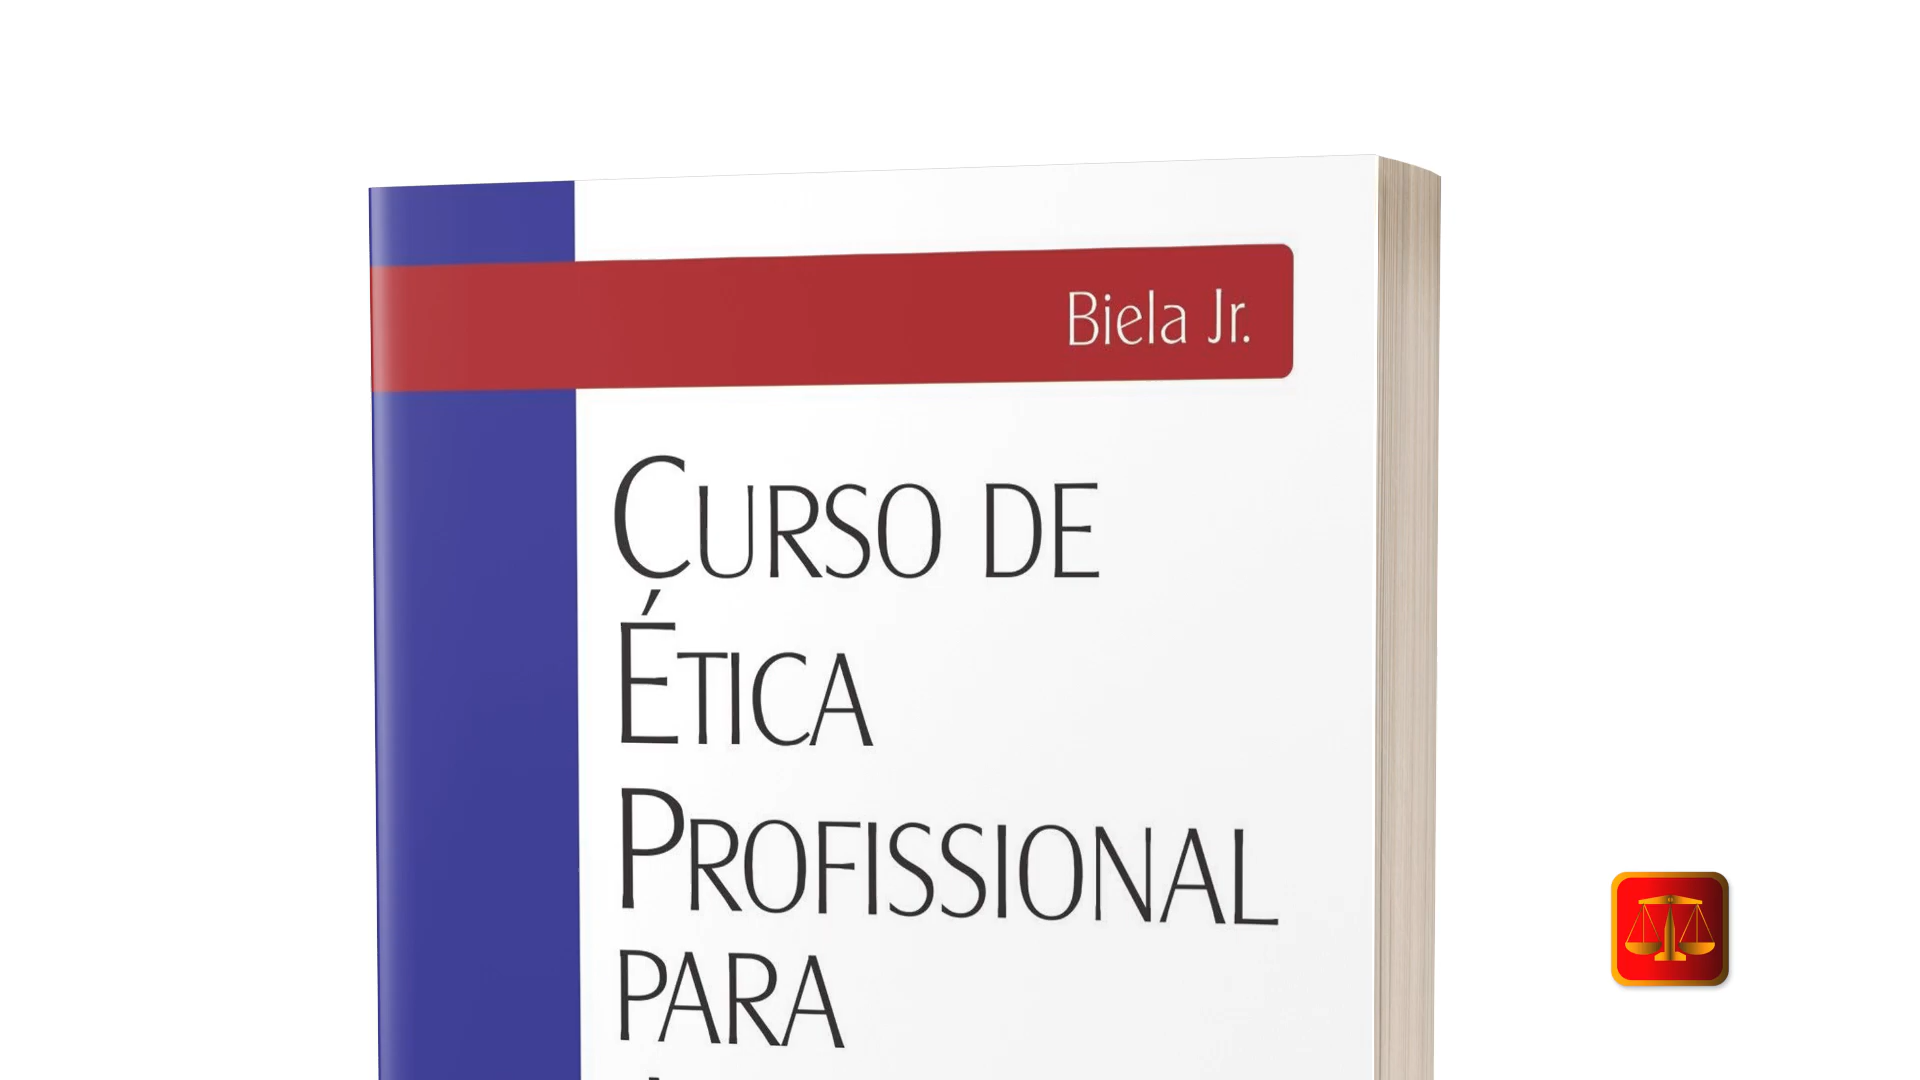 Biela Jr.
Curso de
Ética
Profissional
para